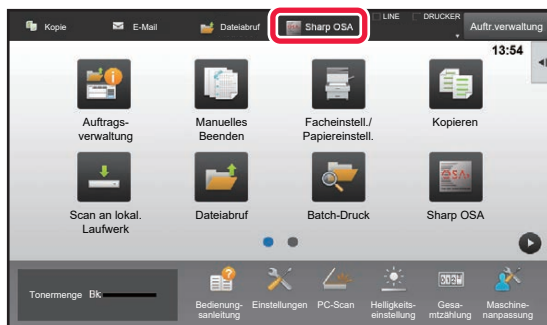 Kopie E-Mail Dateiabruf Sharp OSA LINE DRUCKER Auftr.verwaltung
13:54
Auftrags-
verwaltung
Manuelles
Beenden
Facheinstell./
Papiereinstell.
Kopieren
Scan an lokal.
Laufwerk
Dateiabruf
Batch-Druck
Sharp OSA
Tonermenge Bk
Bedienung-
sanleitung
Einstellungen
PC-Scan
Helligkeits-
einstellung
Gesa-
mtzählung
Maschine-
nanpassung